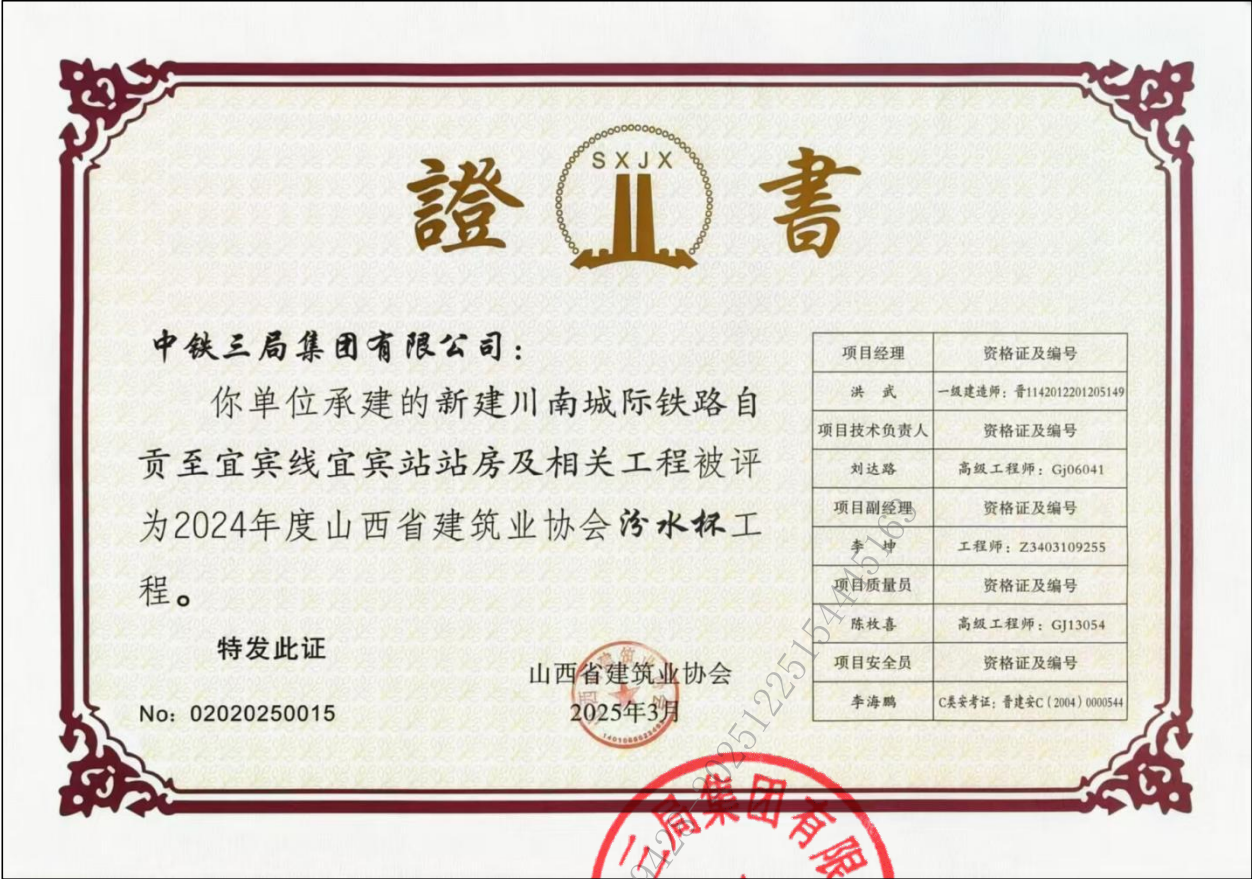 證 SXJX 書
中铁三局集团有限公司：
你单位承建的新建川南城际铁路自
贡至宜宾线宜宾站站房及相关工程被评
为2024年度山西省建筑业协会汾水杯工
程。
特发此证
No: 02020250015
山西省建筑业协会
2025年3月
项目经理 资格证及编号
洪 武 一级建造师：晋1142012201205149
项目技术负责人 资格证及编号
刘达路 高级工程师：Gj06041
项目副经理 资格证及编号
李 坤 工程师：Z3403109255
项目质量员 资格证及编号
陈枚喜 高级工程师：GJ13054
项目安全员 资格证及编号
李海鹏 C类安考证：晋建安C（2004）0000544
三局集团有限